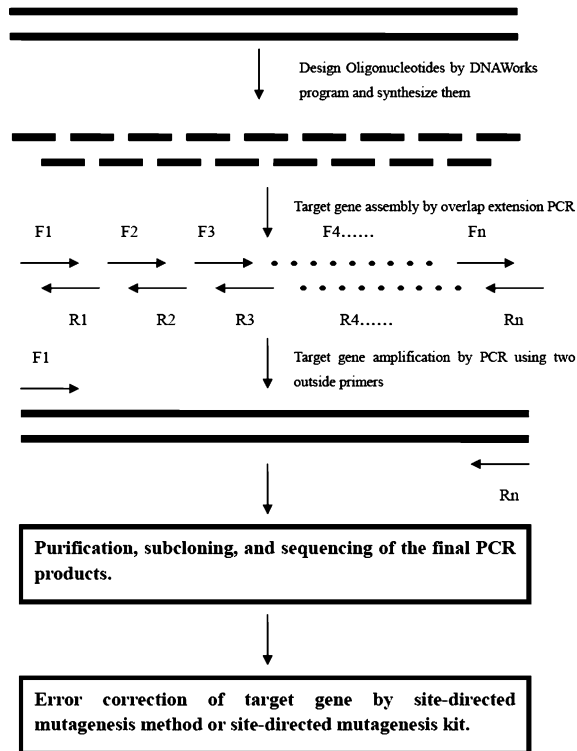 Design Oligonucleotides by DNAWorks
program and synthesize them
Target gene assembly by overlap extension PCR
F1 F2 F3 F4...... Fn
R1 R2 R3 R4...... Rn
F1
Target gene amplification by PCR using two
outside primers
Rn
Purification, subcloning, and sequencing of the final PCR
products.
Error correction of target gene by site-directed
mutagenesis method or site-directed mutagenesis kit.